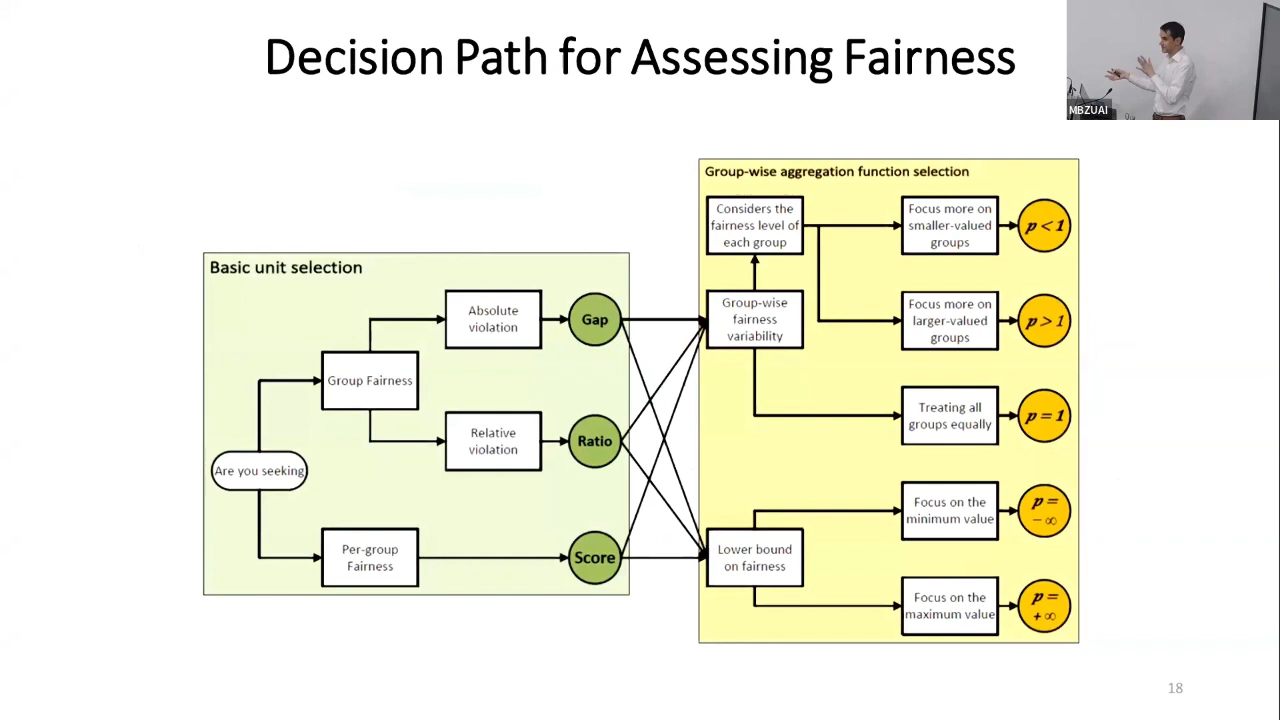 Decision Path for Assessing Fairness
MBZUAI
Basic unit selection
Are you seeking
Group Fairness
Per-group
Fairness
Absolute
violation
Relative
violation
Gap
Ratio
Score
Group-wise aggregation function selection
Considers the
fairness level of
each group
Group-wise
fairness
variability
Lower bound
on fairness
Focus more on
smaller-valued
groups
p < 1
Focus more on
larger-valued
groups
p > 1
Treating all
groups equally
p = 1
Focus on the
minimum value
p =
− ∞
Focus on the
maximum value
p =
+ ∞
18